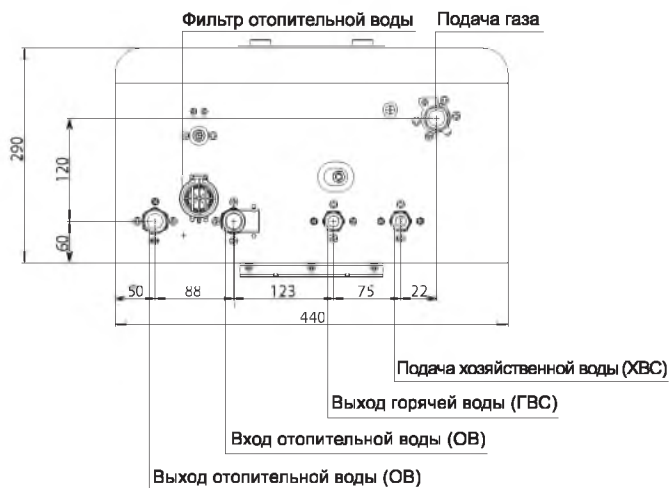 Фильтр отопительной воды
Подача газа
290
120
60
50
88
123
75
22
440
Подача хозяйственной воды (ХВС)
Выход горячей воды (ГВС)
Вход отопительной воды (ОВ)
Выход отопительной воды (ОВ)